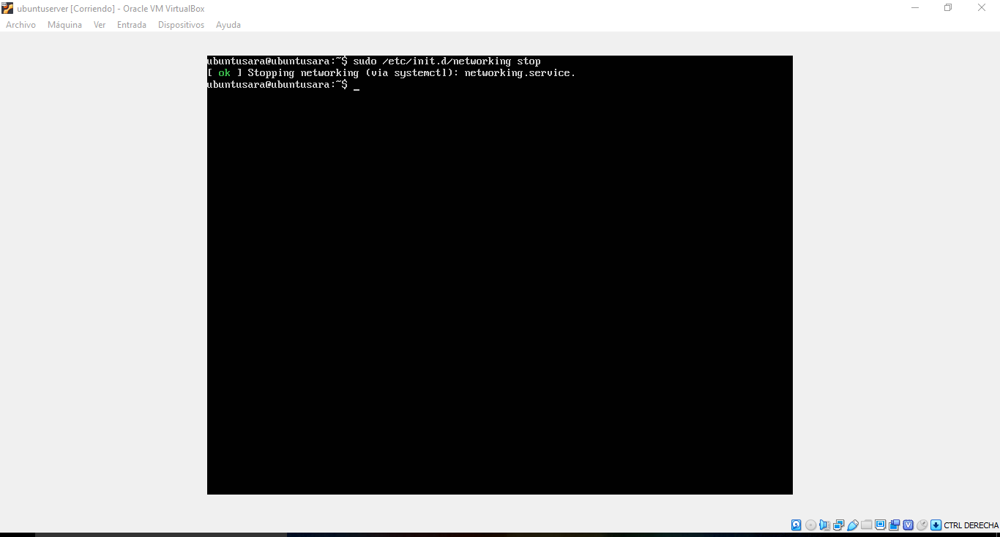 ubuntuserver [Corriendo] - Oracle VM VirtualBox
Archivo Máquina Ver Entrada Dispositivos Ayuda
ubuntusara@ubuntusara:~$ sudo /etc/init.d/networking stop
[ ok ] Stopping networking (via systemctl): networking.service.
ubuntusara@ubuntusara:~$ _
CTRL DERECHA